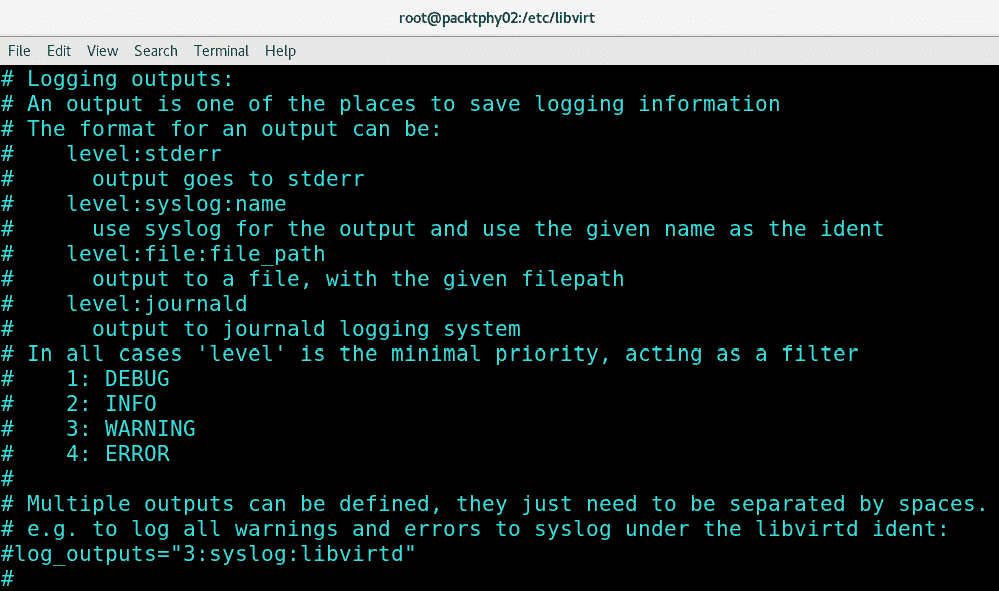 root@packtphy02:/etc/libvirt
File Edit View Search Terminal Help
# Logging outputs:
# An output is one of the places to save logging information
# The format for an output can be:
#    level:stderr
#      output goes to stderr
#    level:syslog:name
#      use syslog for the output and use the given name as the ident
#    level:file:file_path
#      output to a file, with the given filepath
#    level:journald
#      output to journald logging system
# In all cases 'level' is the minimal priority, acting as a filter
#    1: DEBUG
#    2: INFO
#    3: WARNING
#    4: ERROR
#
# Multiple outputs can be defined, they just need to be separated by spaces.
# e.g. to log all warnings and errors to syslog under the libvirtd ident:
#log_outputs="3:syslog:libvirtd"
#